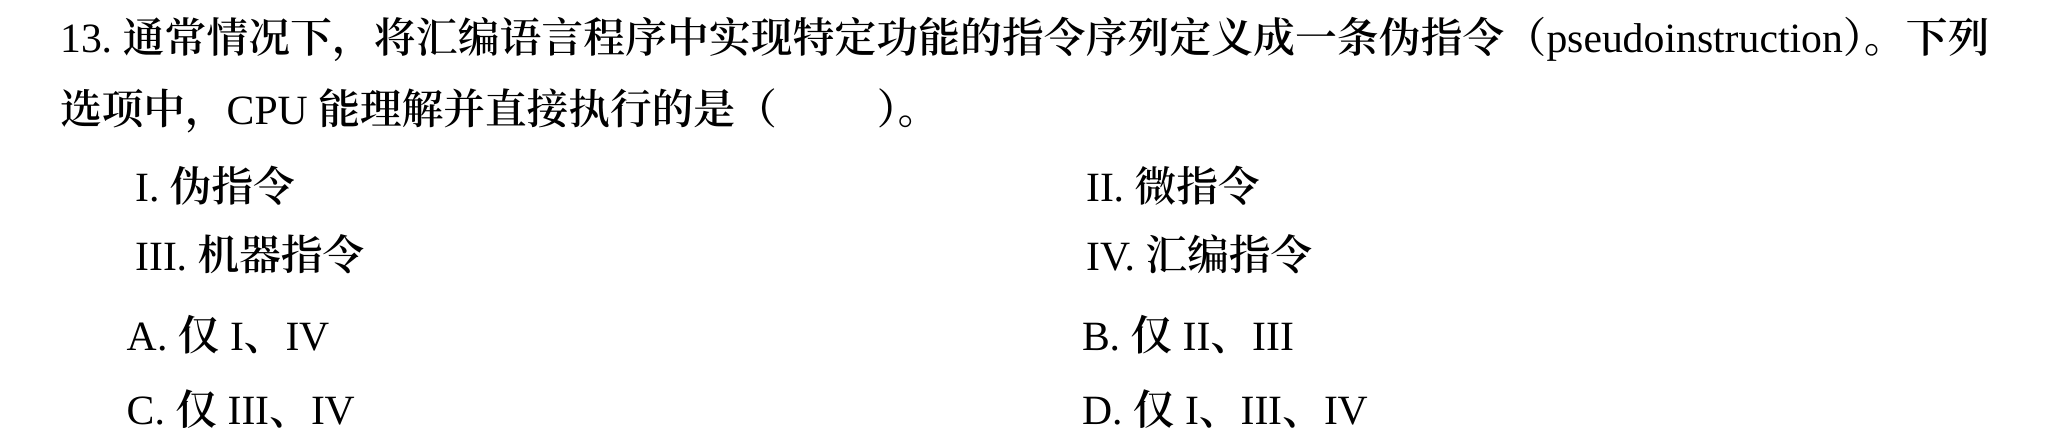 13. 通常情况下，将汇编语言程序中实现特定功能的指令序列定义成一条伪指令（pseudoinstruction）。下列
选项中，CPU 能理解并直接执行的是（　　）。
I. 伪指令
II. 微指令
III. 机器指令
IV. 汇编指令
A. 仅 I、IV
B. 仅 II、III
C. 仅 III、IV
D. 仅 I、III、IV